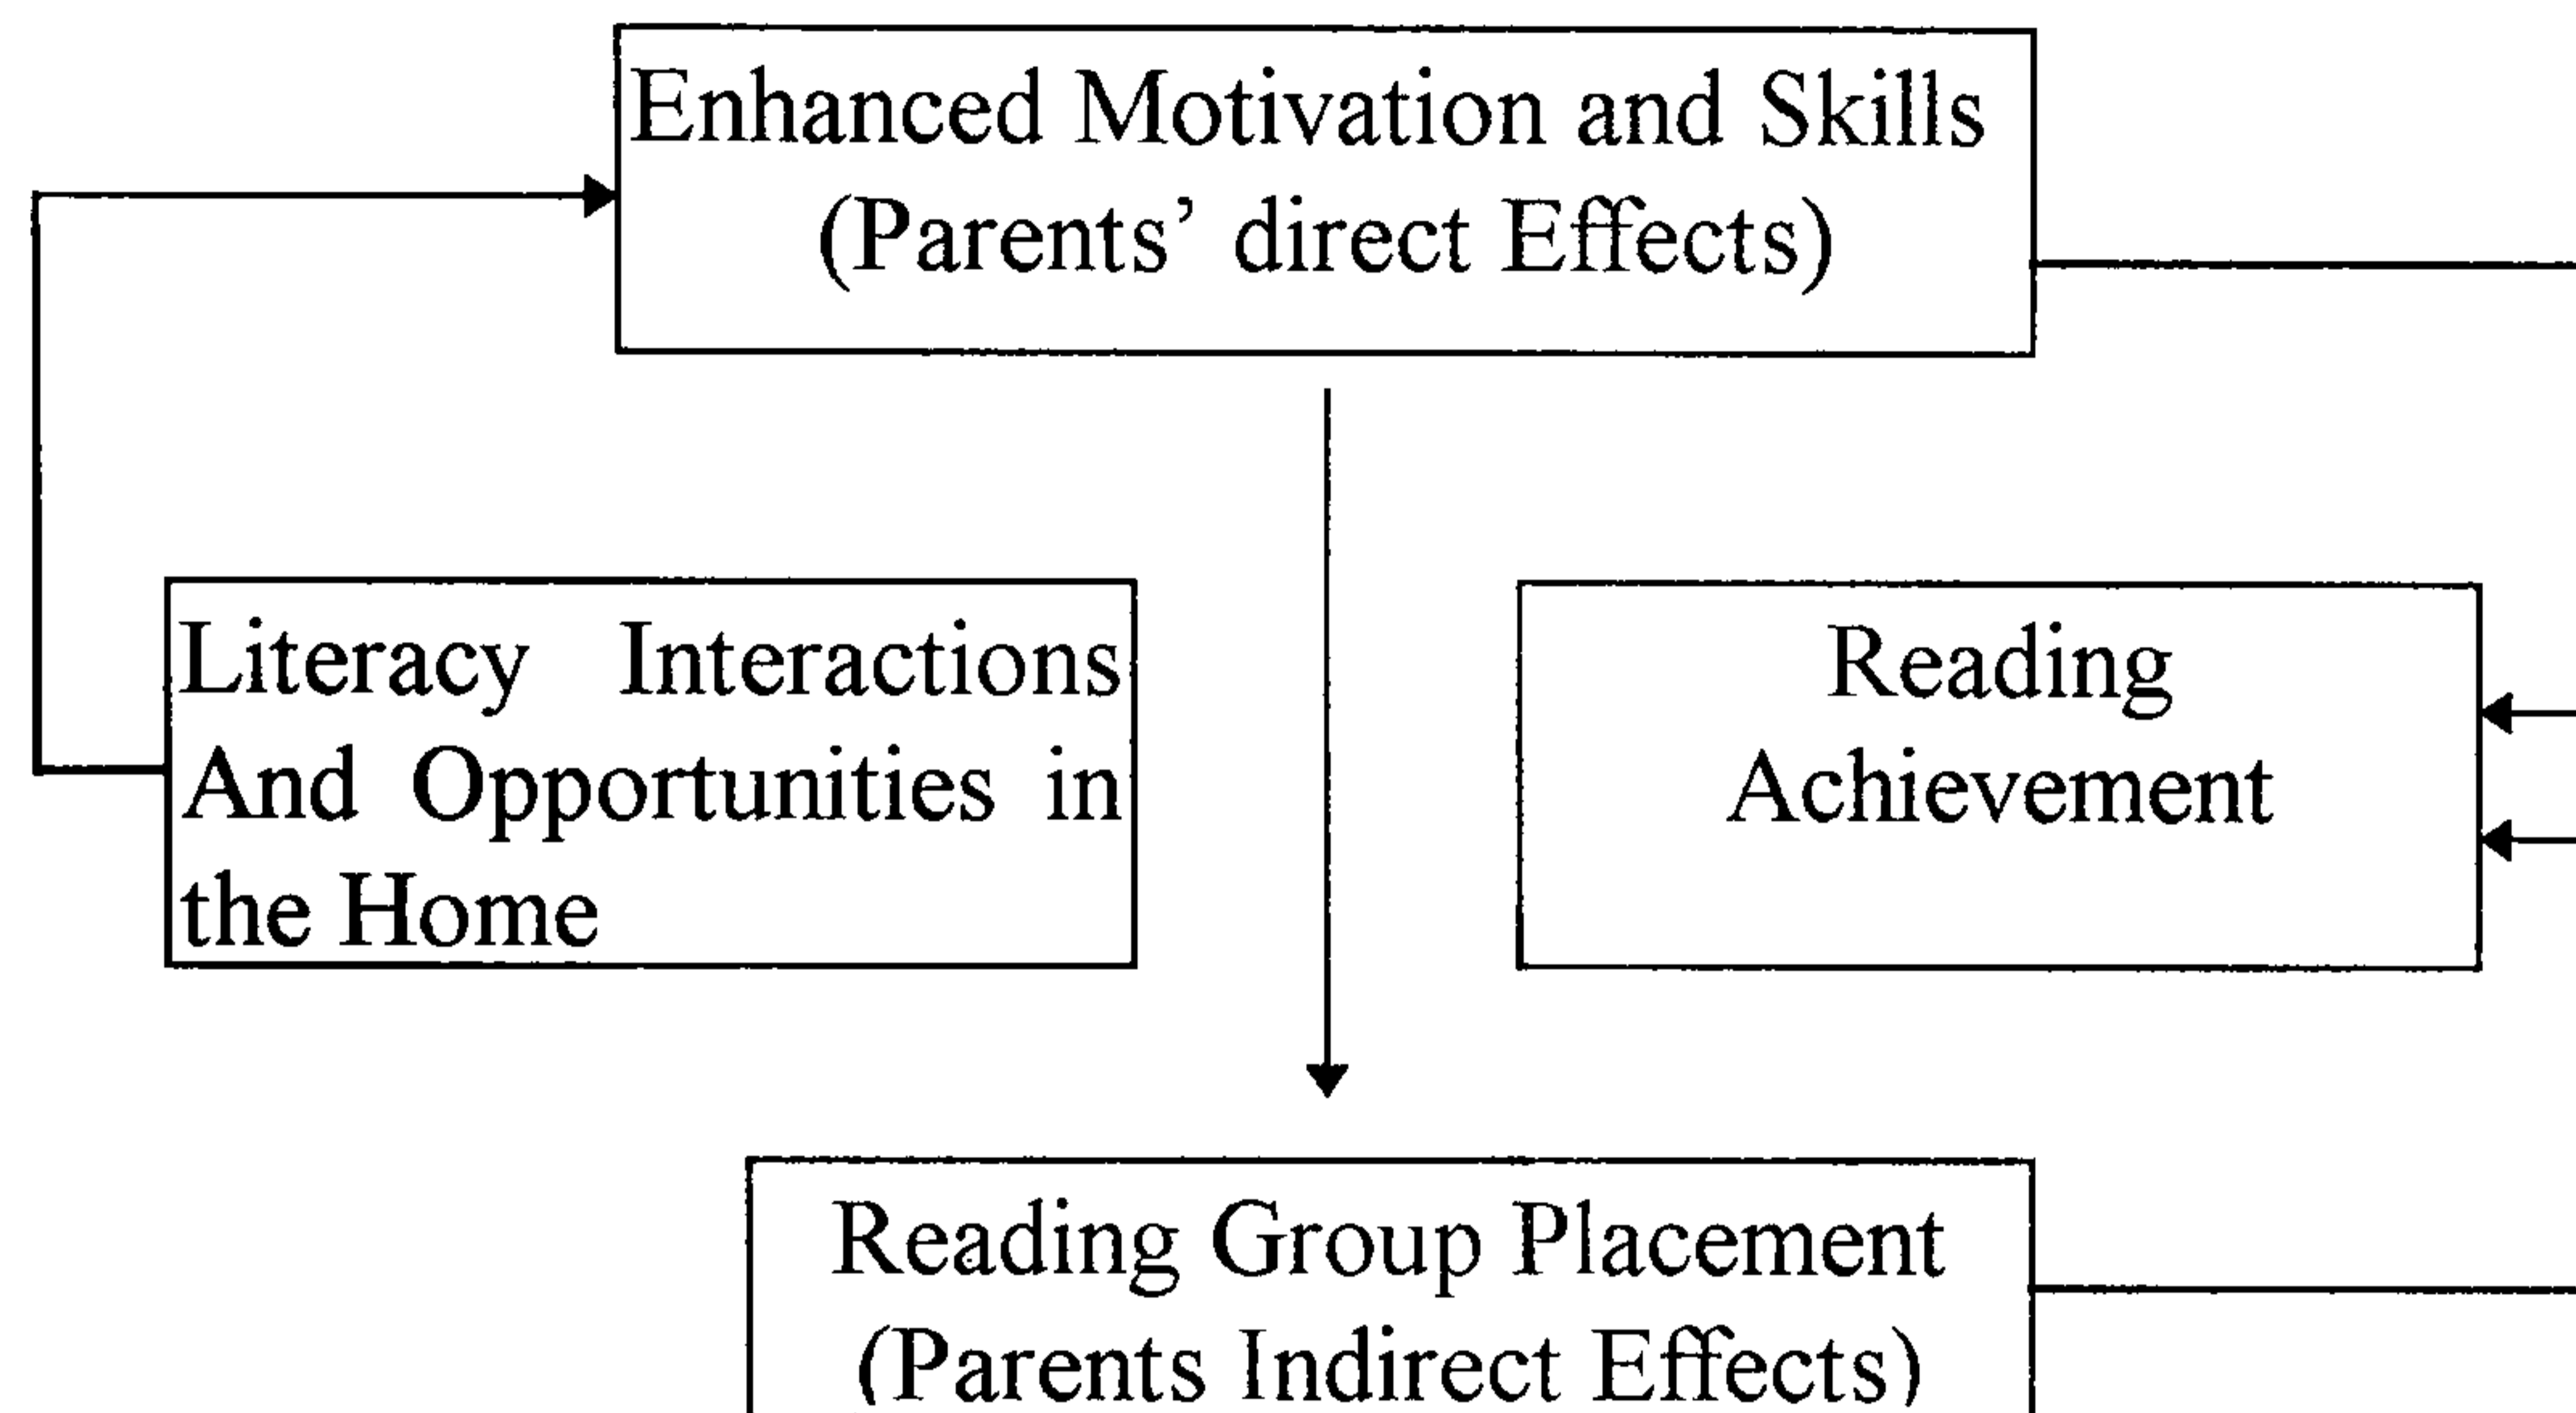 Enhanced Motivation and Skills
(Parents’ direct Effects)
Literacy Interactions
And Opportunities in
the Home
Reading
Achievement
Reading Group Placement
(Parents Indirect Effects)